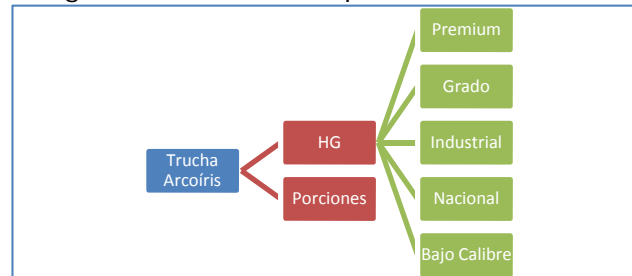 Premium
Grado
HG
Industrial
Trucha
Arcoíris
Porciones
Nacional
Bajo Calibre